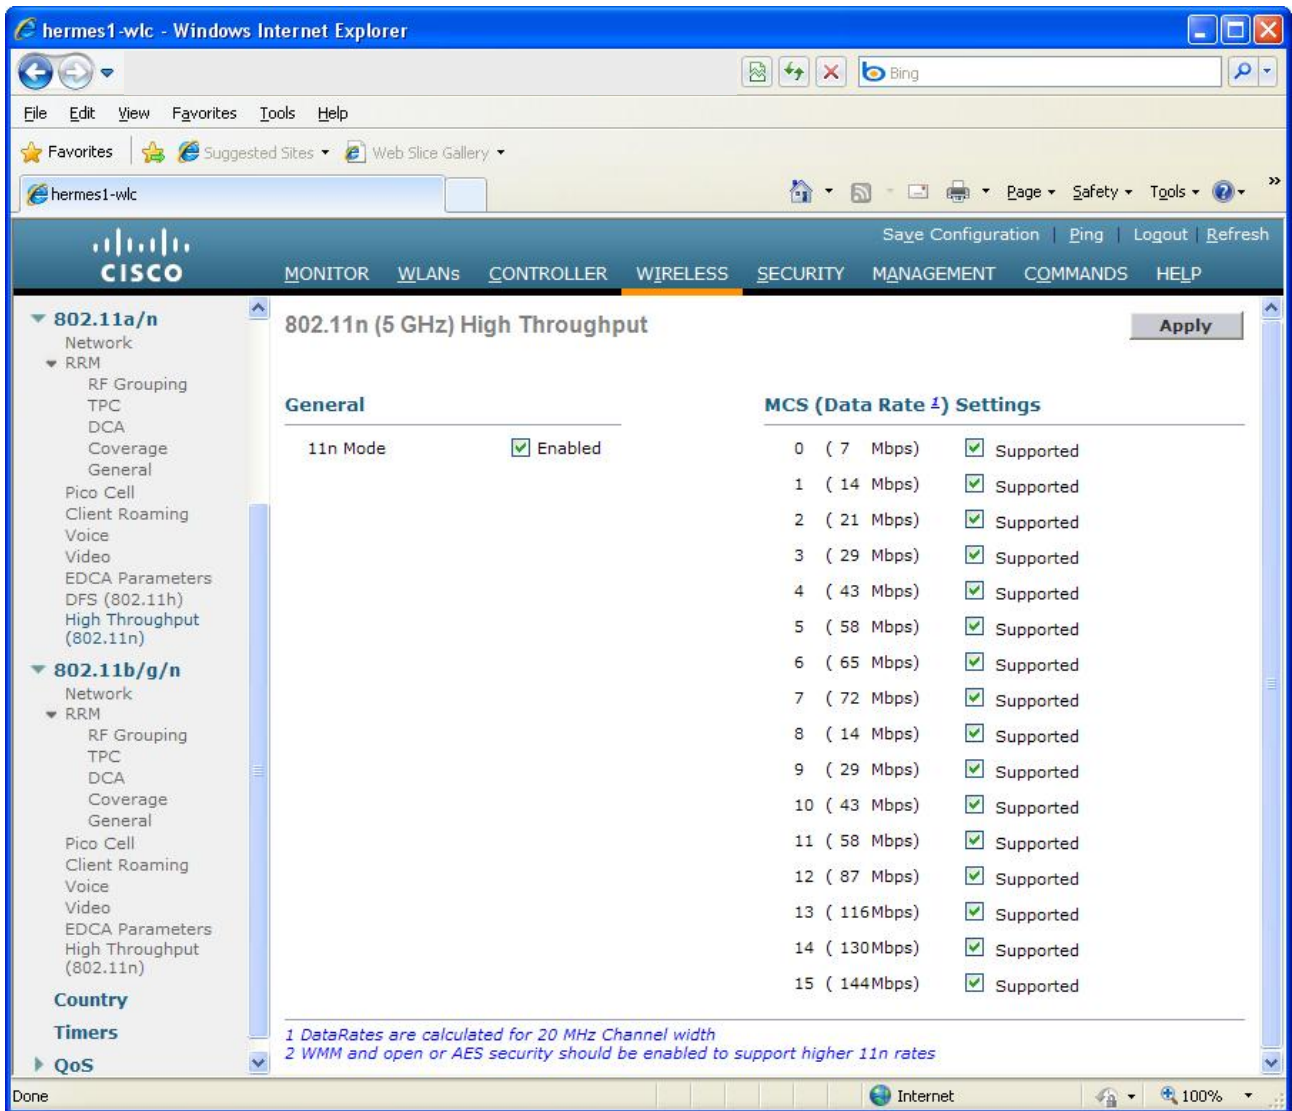 hermes1-wlc - Windows Internet Explorer
Bing
File Edit View Favorites Tools Help
Favorites Suggested Sites Web Slice Gallery
hermes1-wlc Page Safety Tools »
Save Configuration | Ping | Logout | Refresh
CISCO MONITOR WLANs CONTROLLER WIRELESS SECURITY MANAGEMENT COMMANDS HELP
802.11a/n
Network
RRM
RF Grouping
TPC
DCA
Coverage
General
Pico Cell
Client Roaming
Voice
Video
EDCA Parameters
DFS (802.11h)
High Throughput
(802.11n)
802.11b/g/n
Network
RRM
RF Grouping
TPC
DCA
Coverage
General
Pico Cell
Client Roaming
Voice
Video
EDCA Parameters
High Throughput
(802.11n)
Country
Timers
QoS
802.11n (5 GHz) High Throughput Apply
General
11n Mode Enabled
MCS (Data Rate 1) Settings
0 ( 7 Mbps) Supported
1 ( 14 Mbps) Supported
2 ( 21 Mbps) Supported
3 ( 29 Mbps) Supported
4 ( 43 Mbps) Supported
5 ( 58 Mbps) Supported
6 ( 65 Mbps) Supported
7 ( 72 Mbps) Supported
8 ( 14 Mbps) Supported
9 ( 29 Mbps) Supported
10 ( 43 Mbps) Supported
11 ( 58 Mbps) Supported
12 ( 87 Mbps) Supported
13 ( 116Mbps) Supported
14 ( 130Mbps) Supported
15 ( 144Mbps) Supported
1 DataRates are calculated for 20 MHz Channel width
2 WMM and open or AES security should be enabled to support higher 11n rates
Done Internet 100%